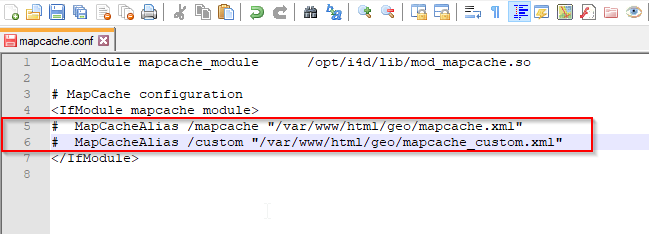 mapcache.conf
1 LoadModule mapcache_module /opt/i4d/lib/mod_mapcache.so
2
3 # MapCache configuration
4 <IfModule mapcache module>
5 # MapCacheAlias /mapcache "/var/www/html/geo/mapcache.xml"
6 # MapCacheAlias /custom "/var/www/html/geo/mapcache_custom.xml"
7 </IfModule>
8